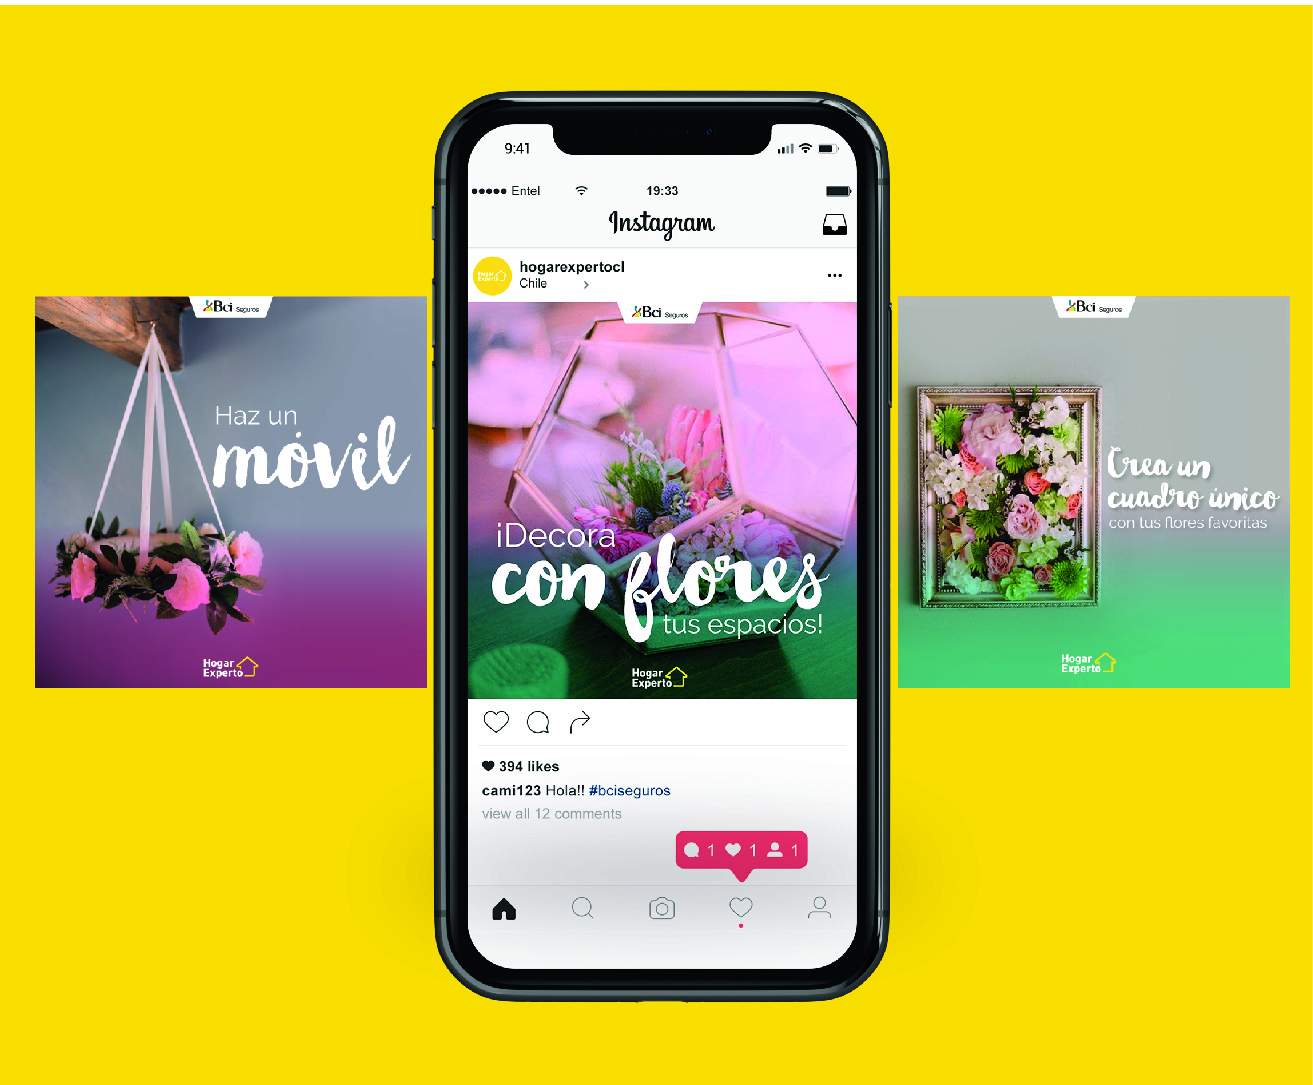 Bci Seguros
Haz un
móvil
Hogar
Experto
9:41
Entel
19:33
Instagram
Hogar
Experto
hogarexpertocl
Chile
Bci Seguros
¡Decora
con flores
tus espacios!
Hogar
Experto
394 likes
cami123 Hola!! #bciseguros
view all 12 comments
1 1 1
Bci Seguros
Crea un
cuadro único
con tus flores favoritas
Hogar
Experto